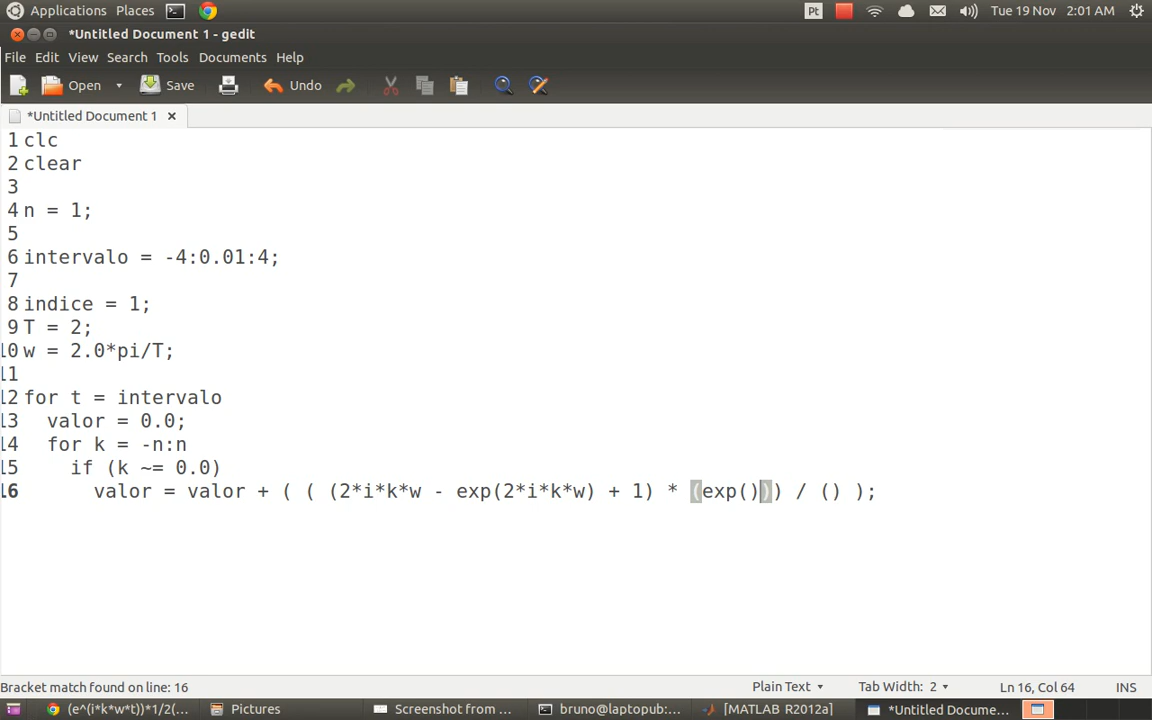 Applications Places Pt Tue 19 Nov 2:01 AM
*Untitled Document 1 - gedit
File Edit View Search Tools Documents Help
Open Save Undo
*Untitled Document 1
1 clc
2 clear
3
4 n = 1;
5
6 intervalo = -4:0.01:4;
7
8 indice = 1;
9 T = 2;
10 w = 2.0*pi/T;
11
12 for t = intervalo
13 valor = 0.0;
14 for k = -n:n
15 if (k ~= 0.0)
16 valor = valor + ( ( (2*i*k*w - exp(2*i*k*w) + 1) * (exp())) / () );
Bracket match found on line: 16 Plain Text Tab Width: 2 Ln 16, Col 64 INS
(e^(i*k*w*t))*1/2(... Pictures Screenshot from ... bruno@laptopub:... [MATLAB R2012a] *Untitled Docume...